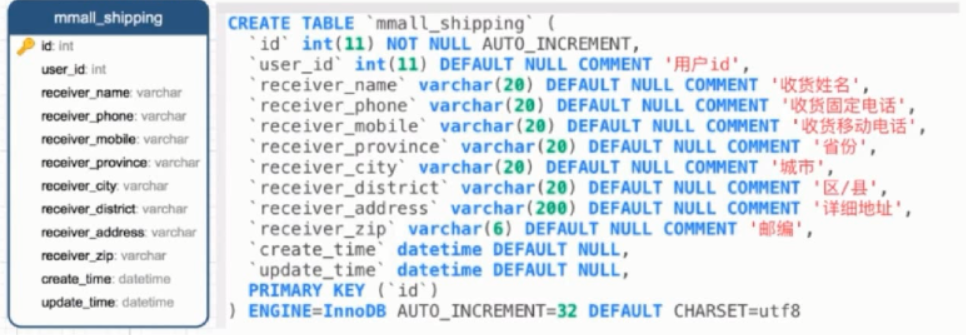 mmall_shipping
id: int
user_id: int
receiver_name: varchar
receiver_phone: varchar
receiver_mobile: varchar
receiver_province: varchar
receiver_city: varchar
receiver_district: varchar
receiver_address: varchar
receiver_zip: varchar
create_time: datetime
update_time: datetime
CREATE TABLE `mmall_shipping` (
`id` int(11) NOT NULL AUTO_INCREMENT,
`user_id` int(11) DEFAULT NULL COMMENT '用户id',
`receiver_name` varchar(20) DEFAULT NULL COMMENT '收货姓名',
`receiver_phone` varchar(20) DEFAULT NULL COMMENT '收货固定电话',
`receiver_mobile` varchar(20) DEFAULT NULL COMMENT '收货移动电话',
`receiver_province` varchar(20) DEFAULT NULL COMMENT '省份',
`receiver_city` varchar(20) DEFAULT NULL COMMENT '城市',
`receiver_district` varchar(20) DEFAULT NULL COMMENT '区/县',
`receiver_address` varchar(200) DEFAULT NULL COMMENT '详细地址',
`receiver_zip` varchar(6) DEFAULT NULL COMMENT '邮编',
`create_time` datetime DEFAULT NULL,
`update_time` datetime DEFAULT NULL,
PRIMARY KEY (`id`)
) ENGINE=InnoDB AUTO_INCREMENT=32 DEFAULT CHARSET=utf8